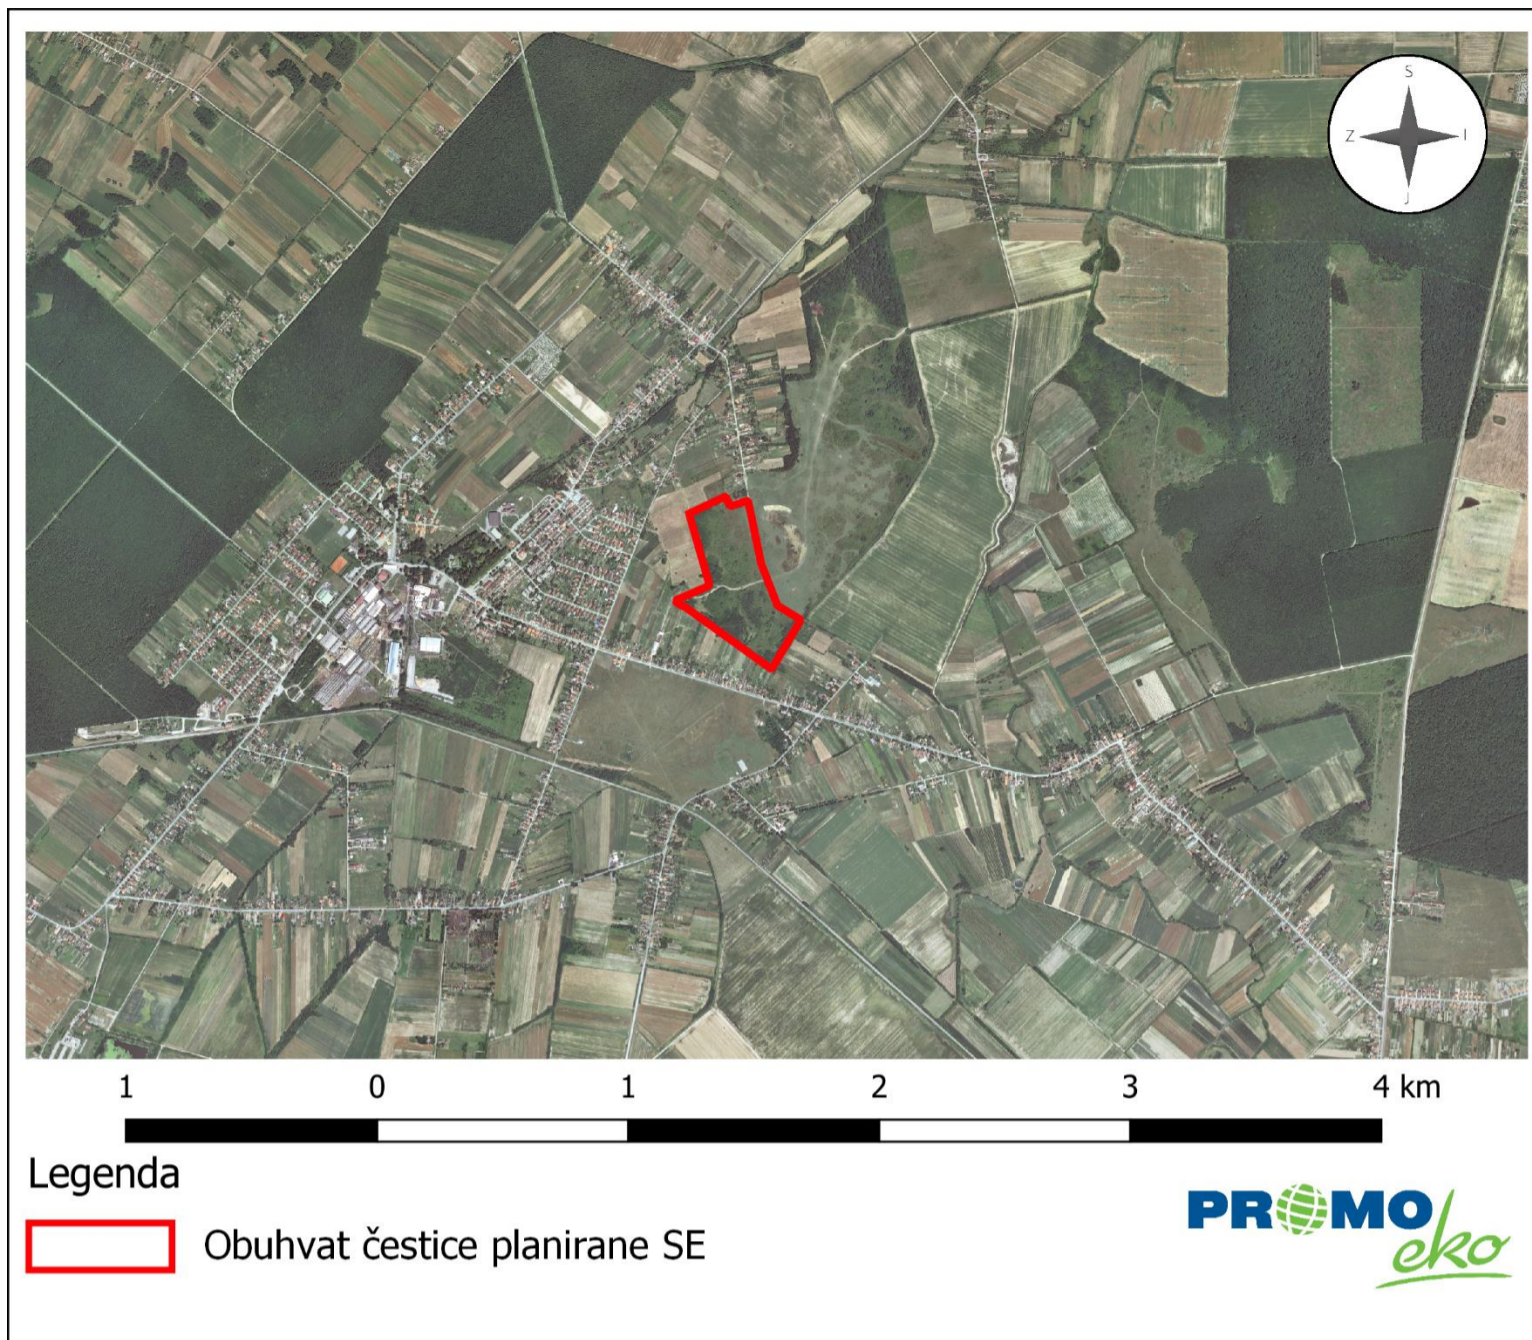 S
Z I
J
1 0 1 2 3 4 km
Legenda
Obuhvat čestice planirane SE
PROMO
eko